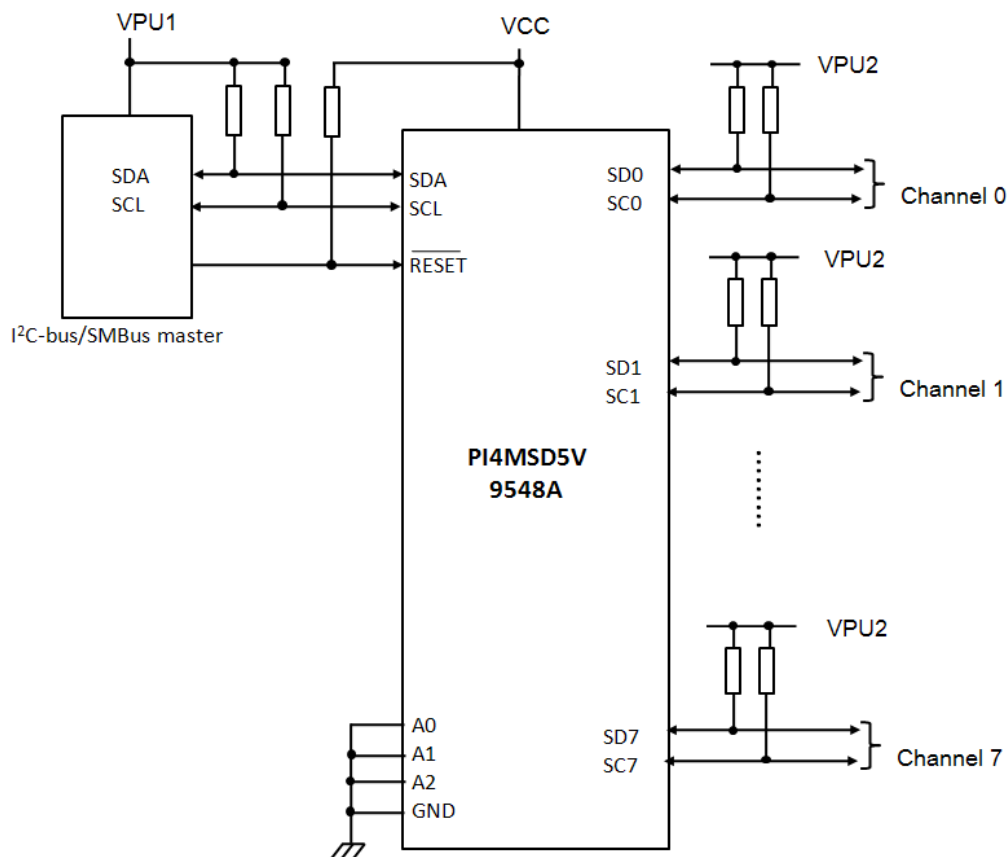 VPU1
VCC
VPU2
SDA
SCL
I²C-bus/SMBus master
SDA
SCL
RESET
SD0
SC0
Channel 0
VPU2
SD1
SC1
Channel 1
PI4MSD5V
9548A
VPU2
A0
A1
A2
GND
SD7
SC7
Channel 7